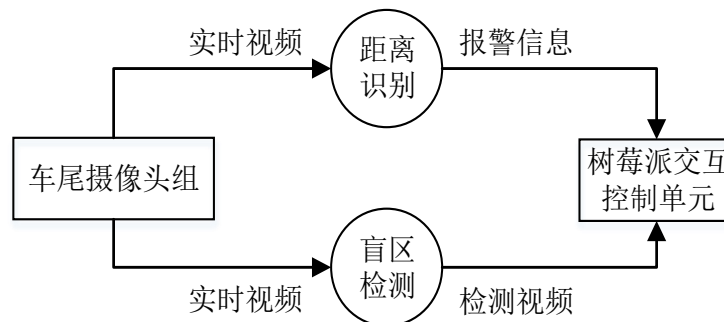 实时视频
距离
识别
报警信息
车尾摄像头组
树莓派交互
控制单元
盲区
检测
实时视频
检测视频